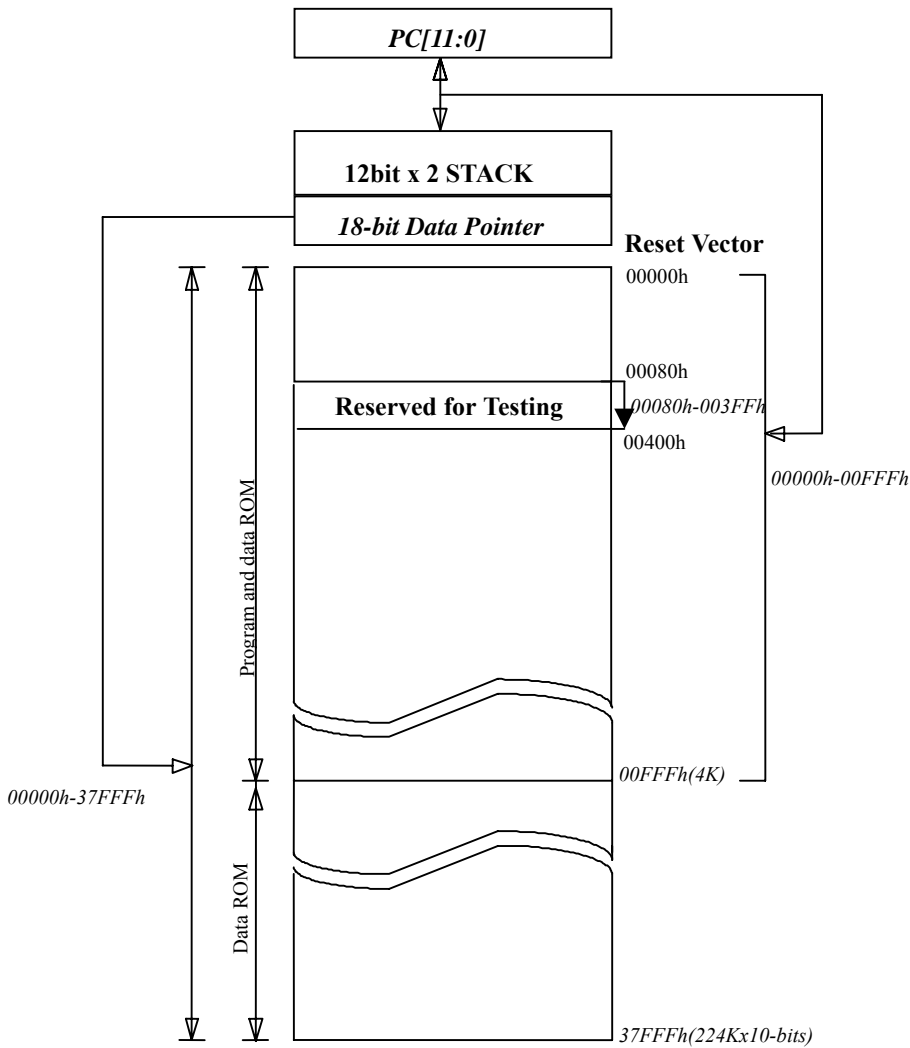 PC[11:0]
12bit x 2 STACK
18-bit Data Pointer
Reset Vector
00000h
00080h
Reserved for Testing
00080h-003FFh
00400h
00000h-00FFFh
Program and data ROM
00FFFh(4K)
00000h-37FFFh
Data ROM
37FFFh(224Kx10-bits)